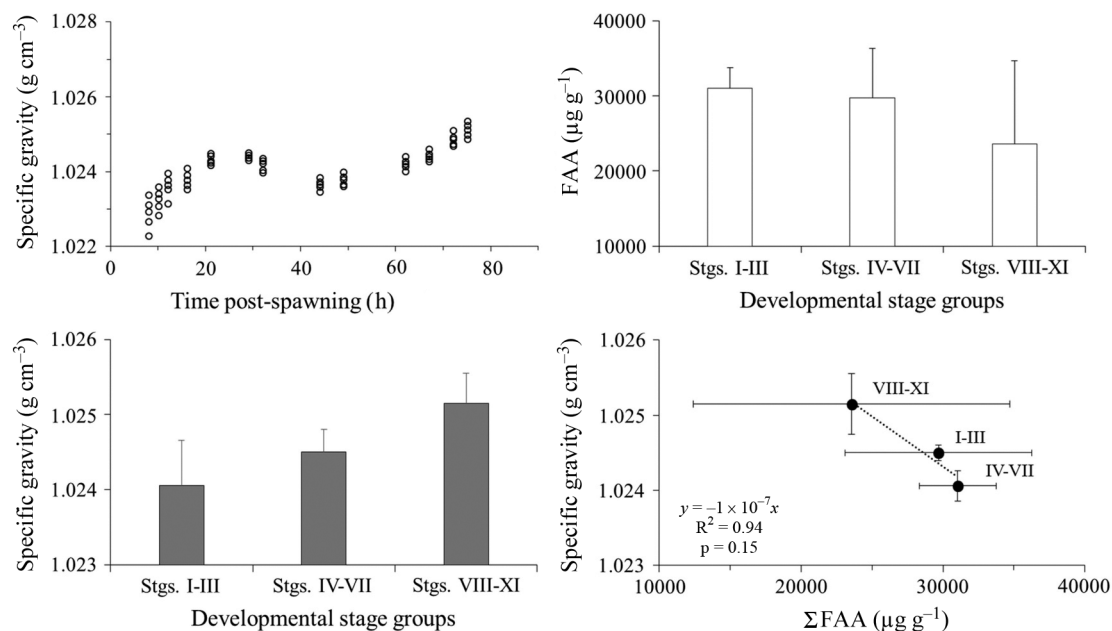 Specific gravity (g cm⁻³)
1.028
1.026
1.024
1.022
0 20 40 60 80
Time post-spawning (h)
FAA (µg g⁻¹)
40000
30000
20000
10000
Stgs. I-III Stgs. IV-VII Stgs. VIII-XI
Developmental stage groups
Specific gravity (g cm⁻³)
1.026
1.025
1.024
1.023
Stgs. I-III Stgs. IV-VII Stgs. VIII-XI
Developmental stage groups
Specific gravity (g cm⁻³)
1.026
1.025
1.024
1.023
VIII-XI
I-III
IV-VII
y = –1 × 10⁻⁷x
R² = 0.94
p = 0.15
10000 20000 30000 40000
ΣFAA (µg g⁻¹)